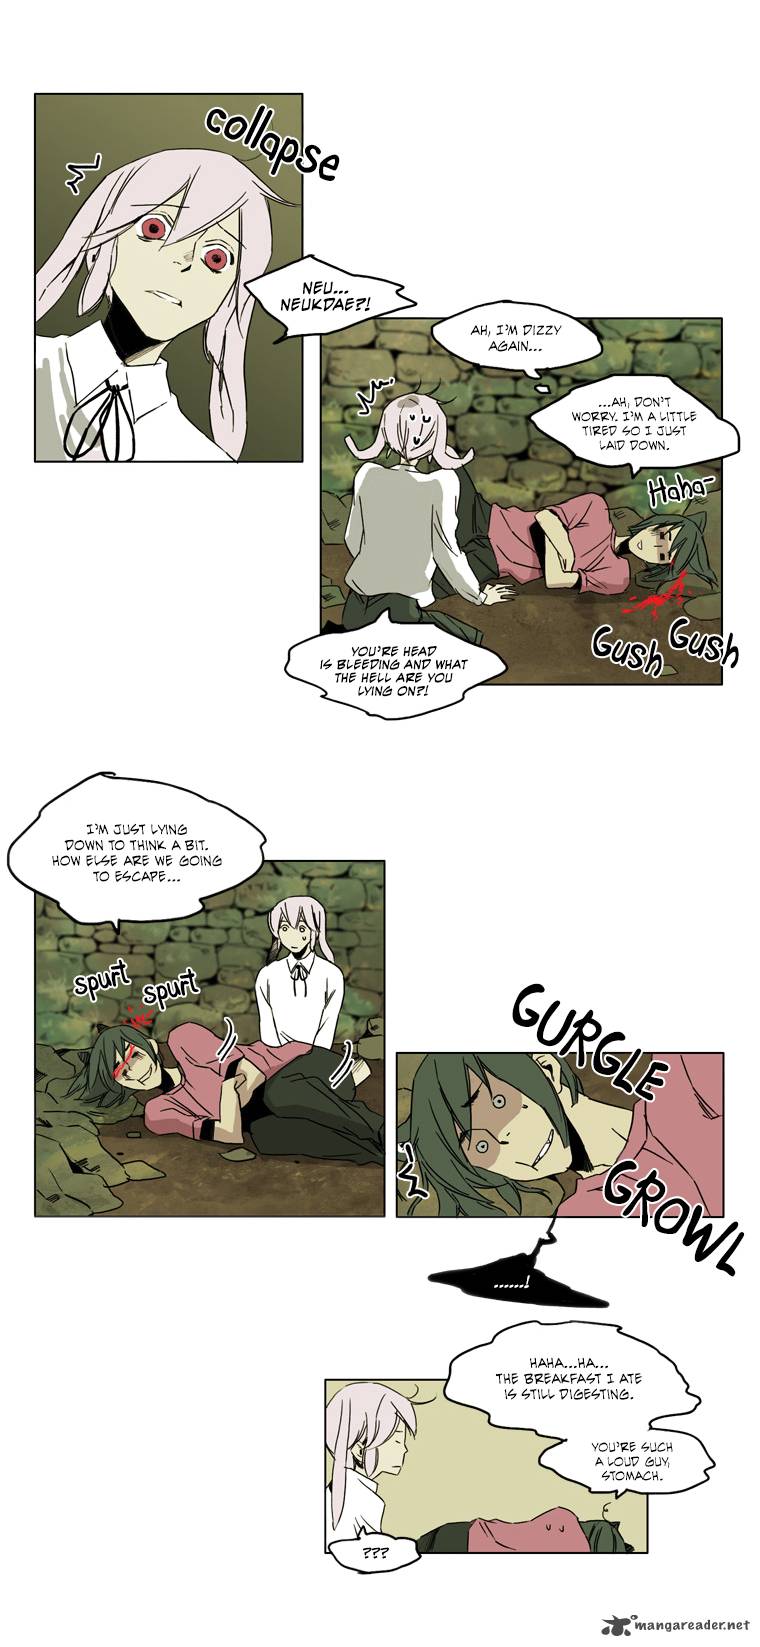 collapse
NEU...
NEUKDAE?!
AH, I'M DIZZY
AGAIN...
...AH, DON'T
WORRY. I'M A LITTLE
TIRED SO I JUST
LAID DOWN.
Haha~
Gush
Gush
YOU'RE HEAD
IS BLEEDING AND WHAT
THE HELL ARE YOU
LYING ON?!
I'M JUST LYING
DOWN TO THINK A BIT.
HOW ELSE ARE WE GOING
TO ESCAPE...
spurt
spurt
GURGLE
GROWL
.......!
HAHA...HA...
THE BREAKFAST I ATE
IS STILL DIGESTING.
YOU'RE SUCH
A LOUD GUY,
STOMACH.
???
mangareader.net